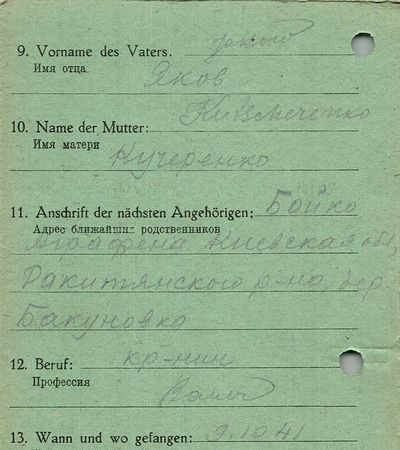 9. Vorname des Vaters.
Имя отца.
Яков
10. Name der Mutter:
Имя матери
Кучеренко
11. Anschrift der nächsten Angehörigen: Бойко
Адрес ближайших родственников
Аграфена Киевская обл,
Ракитянского р-на, дер.
Бакуновка
12. Beruf: кр-нин
Профессия
13. Wann und wo gefangen: 9.10.41